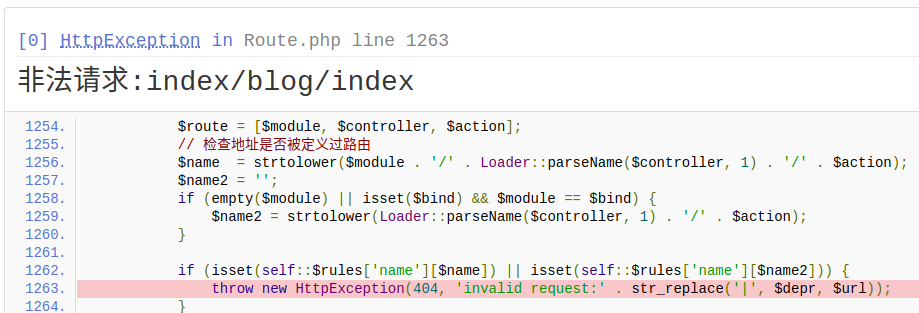 [0] HttpException in Route.php line 1263
非法请求:index/blog/index
1254. $route = [$module, $controller, $action];
1255. // 检查地址是否被定义过路由
1256. $name  = strtolower($module . '/' . Loader::parseName($controller, 1) . '/' . $action);
1257. $name2 = '';
1258. if (empty($module) || isset($bind) && $module == $bind) {
1259. $name2 = strtolower(Loader::parseName($controller, 1) . '/' . $action);
1260. }
1261.
1262. if (isset(self::$rules['name'][$name]) || isset(self::$rules['name'][$name2])) {
1263. throw new HttpException(404, 'invalid request:' . str_replace('|', $depr, $url));
1264. }